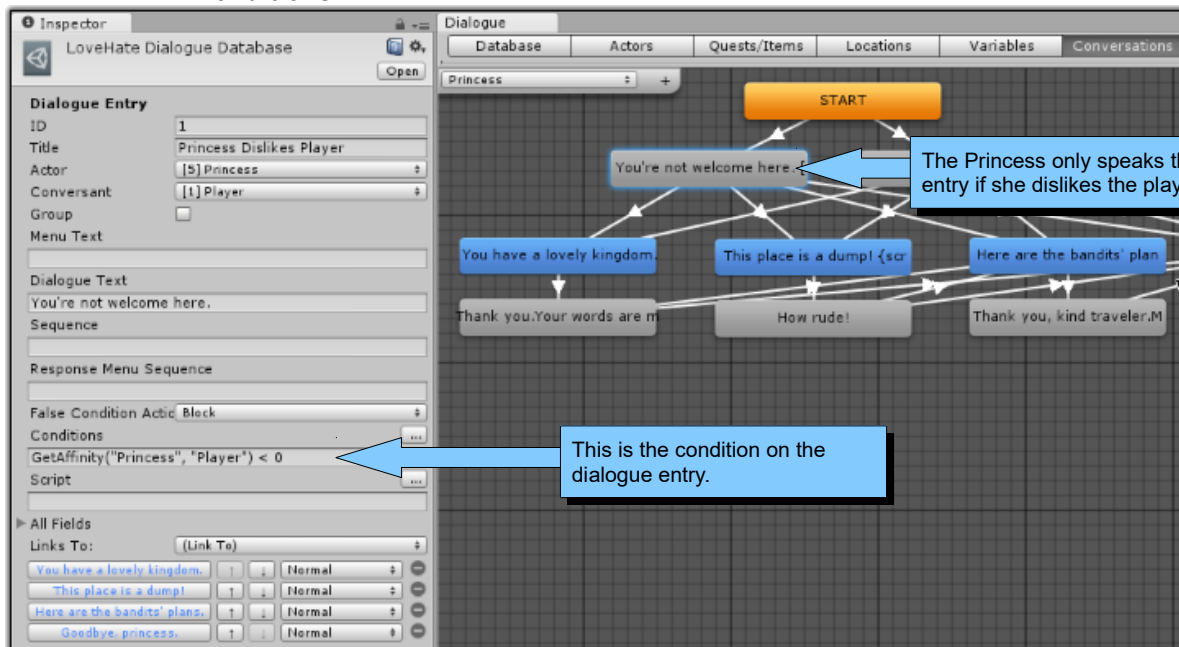 Inspector
LoveHate Dialogue Database
Open
Dialogue Entry
ID 1
Title Princess Dislikes Player
Actor [5] Princess
Conversant [1] Player
Group
Menu Text
Dialogue Text
You're not welcome here.
Sequence
Response Menu Sequence
False Condition Actic Block
Conditions ...
GetAffinity("Princess", "Player") < 0
Script ...
All Fields
Links To: (Link To)
You have a lovely kingdom. ↑ ↓ Normal
This place is a dump! ↑ ↓ Normal
Here are the bandits' plans. ↑ ↓ Normal
Goodbye, princess. ↑ ↓ Normal
Dialogue
Database Actors Quests/Items Locations Variables Conversations
Princess +
START
You're not welcome here. {
The Princess only speaks
entry if she dislikes the
You have a lovely kingdom.
This place is a dump! {scr
Here are the bandits' plan
Thank you.Your words are m
How rude!
Thank you, kind traveler.M
This is the condition on the
dialogue entry.